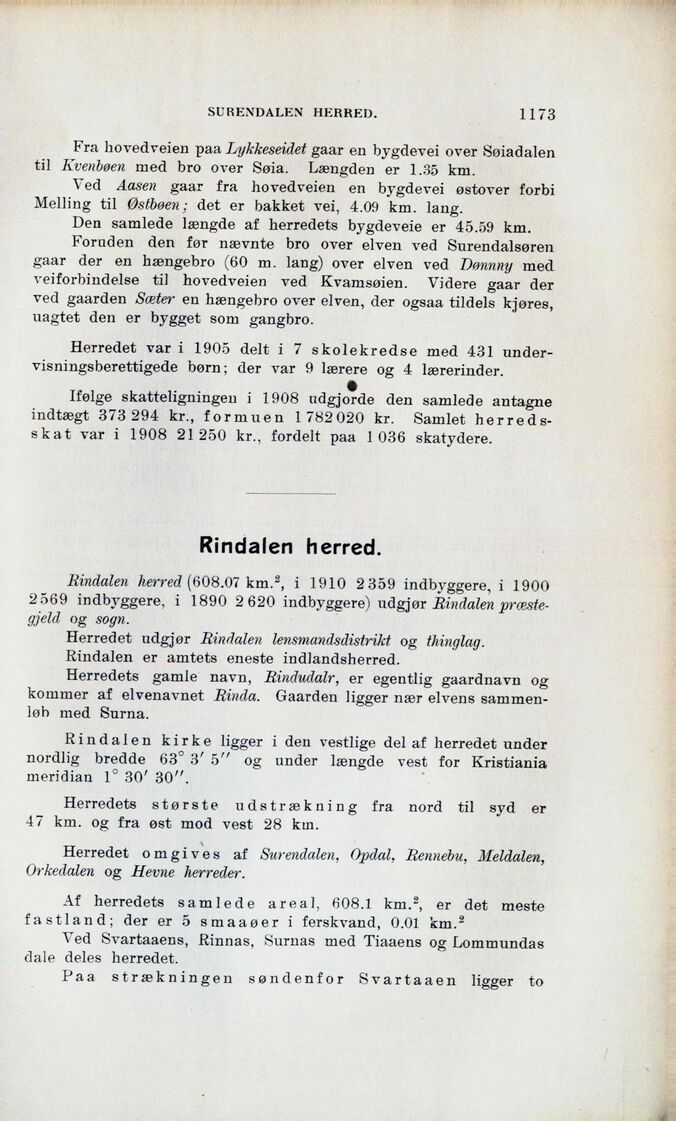 SURENDALEN HERRED. 1173
Fra hovedveien paa Lykkeseidet gaar en bygdevei over Søiadalen
til Kvenbøen med bro over Søia. Længden er 1.35 km.
Ved Aasen gaar fra hovedveien en bygdevei østover forbi
Melling til Østbøen; det er bakket vei, 4.09 km. lang.
Den samlede længde af herredets bygdeveie er 45.59 km.
Foruden den før nævnte bro over elven ved Surendalsøren
gaar der en hængebro (60 m. lang) over elven ved Dønnny med
veiforbindelse til hovedveien ved Kvamsøien. Videre gaar der
ved gaarden Sæter en hængebro over elven, der ogsaa tildels kjøres,
uagtet den er bygget som gangbro.
Herredet var i 1905 delt i 7 skolekredse med 431 under-
visningsberettigede børn; der var 9 lærere og 4 lærerinder.
Ifølge skatteligningen i 1908 udgjorde den samlede antagne
indtægt 373 294 kr., formuen 1 782 020 kr. Samlet herreds-
skat var i 1908 21 250 kr., fordelt paa 1 036 skatydere.
Rindalen herred.
Rindalen herred (608.07 km.², i 1910 2 359 indbyggere, i 1900
2 569 indbyggere, i 1890 2 620 indbyggere) udgjør Rindalen præste-
gjeld og sogn.
Herredet udgjør Rindalen lensmandsdistrikt og thinglag.
Rindalen er amtets eneste indlandsherred.
Herredets gamle navn, Rindudalr, er egentlig gaardnavn og
kommer af elvenavnet Rinda. Gaarden ligger nær elvens sammen-
løb med Surna.
Rindalen kirke ligger i den vestlige del af herredet under
nordlig bredde 63° 3′ 5″ og under længde vest for Kristiania
meridian 1° 30′ 30″.
Herredets største udstrækning fra nord til syd er
47 km. og fra øst mod vest 28 km.
Herredet omgives af Surendalen, Opdal, Rennebu, Meldalen,
Orkedalen og Hevne herreder.
Af herredets samlede areal, 608.1 km.², er det meste
fastland; der er 5 smaaøer i ferskvand, 0.01 km.²
Ved Svartaaens, Rinnas, Surnas med Tiaaens og Lommundas
dale deles herredet.
Paa strækningen søndenfor Svartaaen ligger to